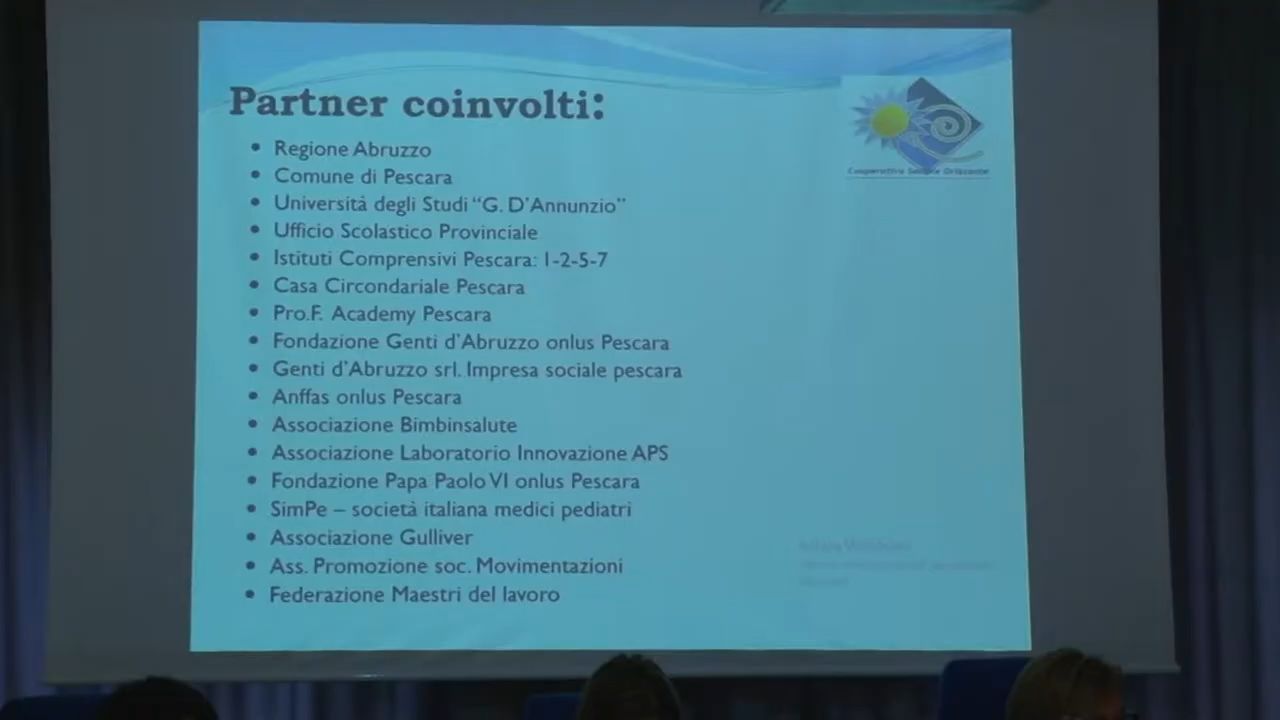 Partner coinvolti:
• Regione Abruzzo
• Comune di Pescara
• Università degli Studi “G. D’Annunzio”
• Ufficio Scolastico Provinciale
• Istituti Comprensivi Pescara: 1-2-5-7
• Casa Circondariale Pescara
• Pro.F. Academy Pescara
• Fondazione Genti d’Abruzzo onlus Pescara
• Genti d’Abruzzo srl. Impresa sociale pescara
• Anffas onlus Pescara
• Associazione Bimbinsalute
• Associazione Laboratorio Innovazione APS
• Fondazione Papa Paolo VI onlus Pescara
• SimPe – società italiana medici pediatri
• Associazione Gulliver
• Ass. Promozione soc. Movimentazioni
• Federazione Maestri del lavoro
Cooperativa Orizzonte